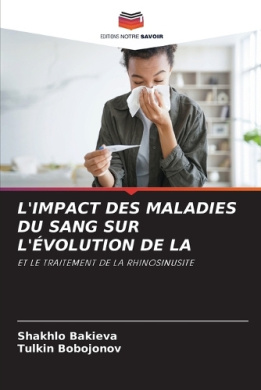 EDITIONS NOTRE SAVOIR
L'IMPACT DES MALADIES
DU SANG SUR
L'ÉVOLUTION DE LA
ET LE TRAITEMENT DE LA RHINOSINUSITE
Shakhlo Bakieva
Tulkin Bobojonov